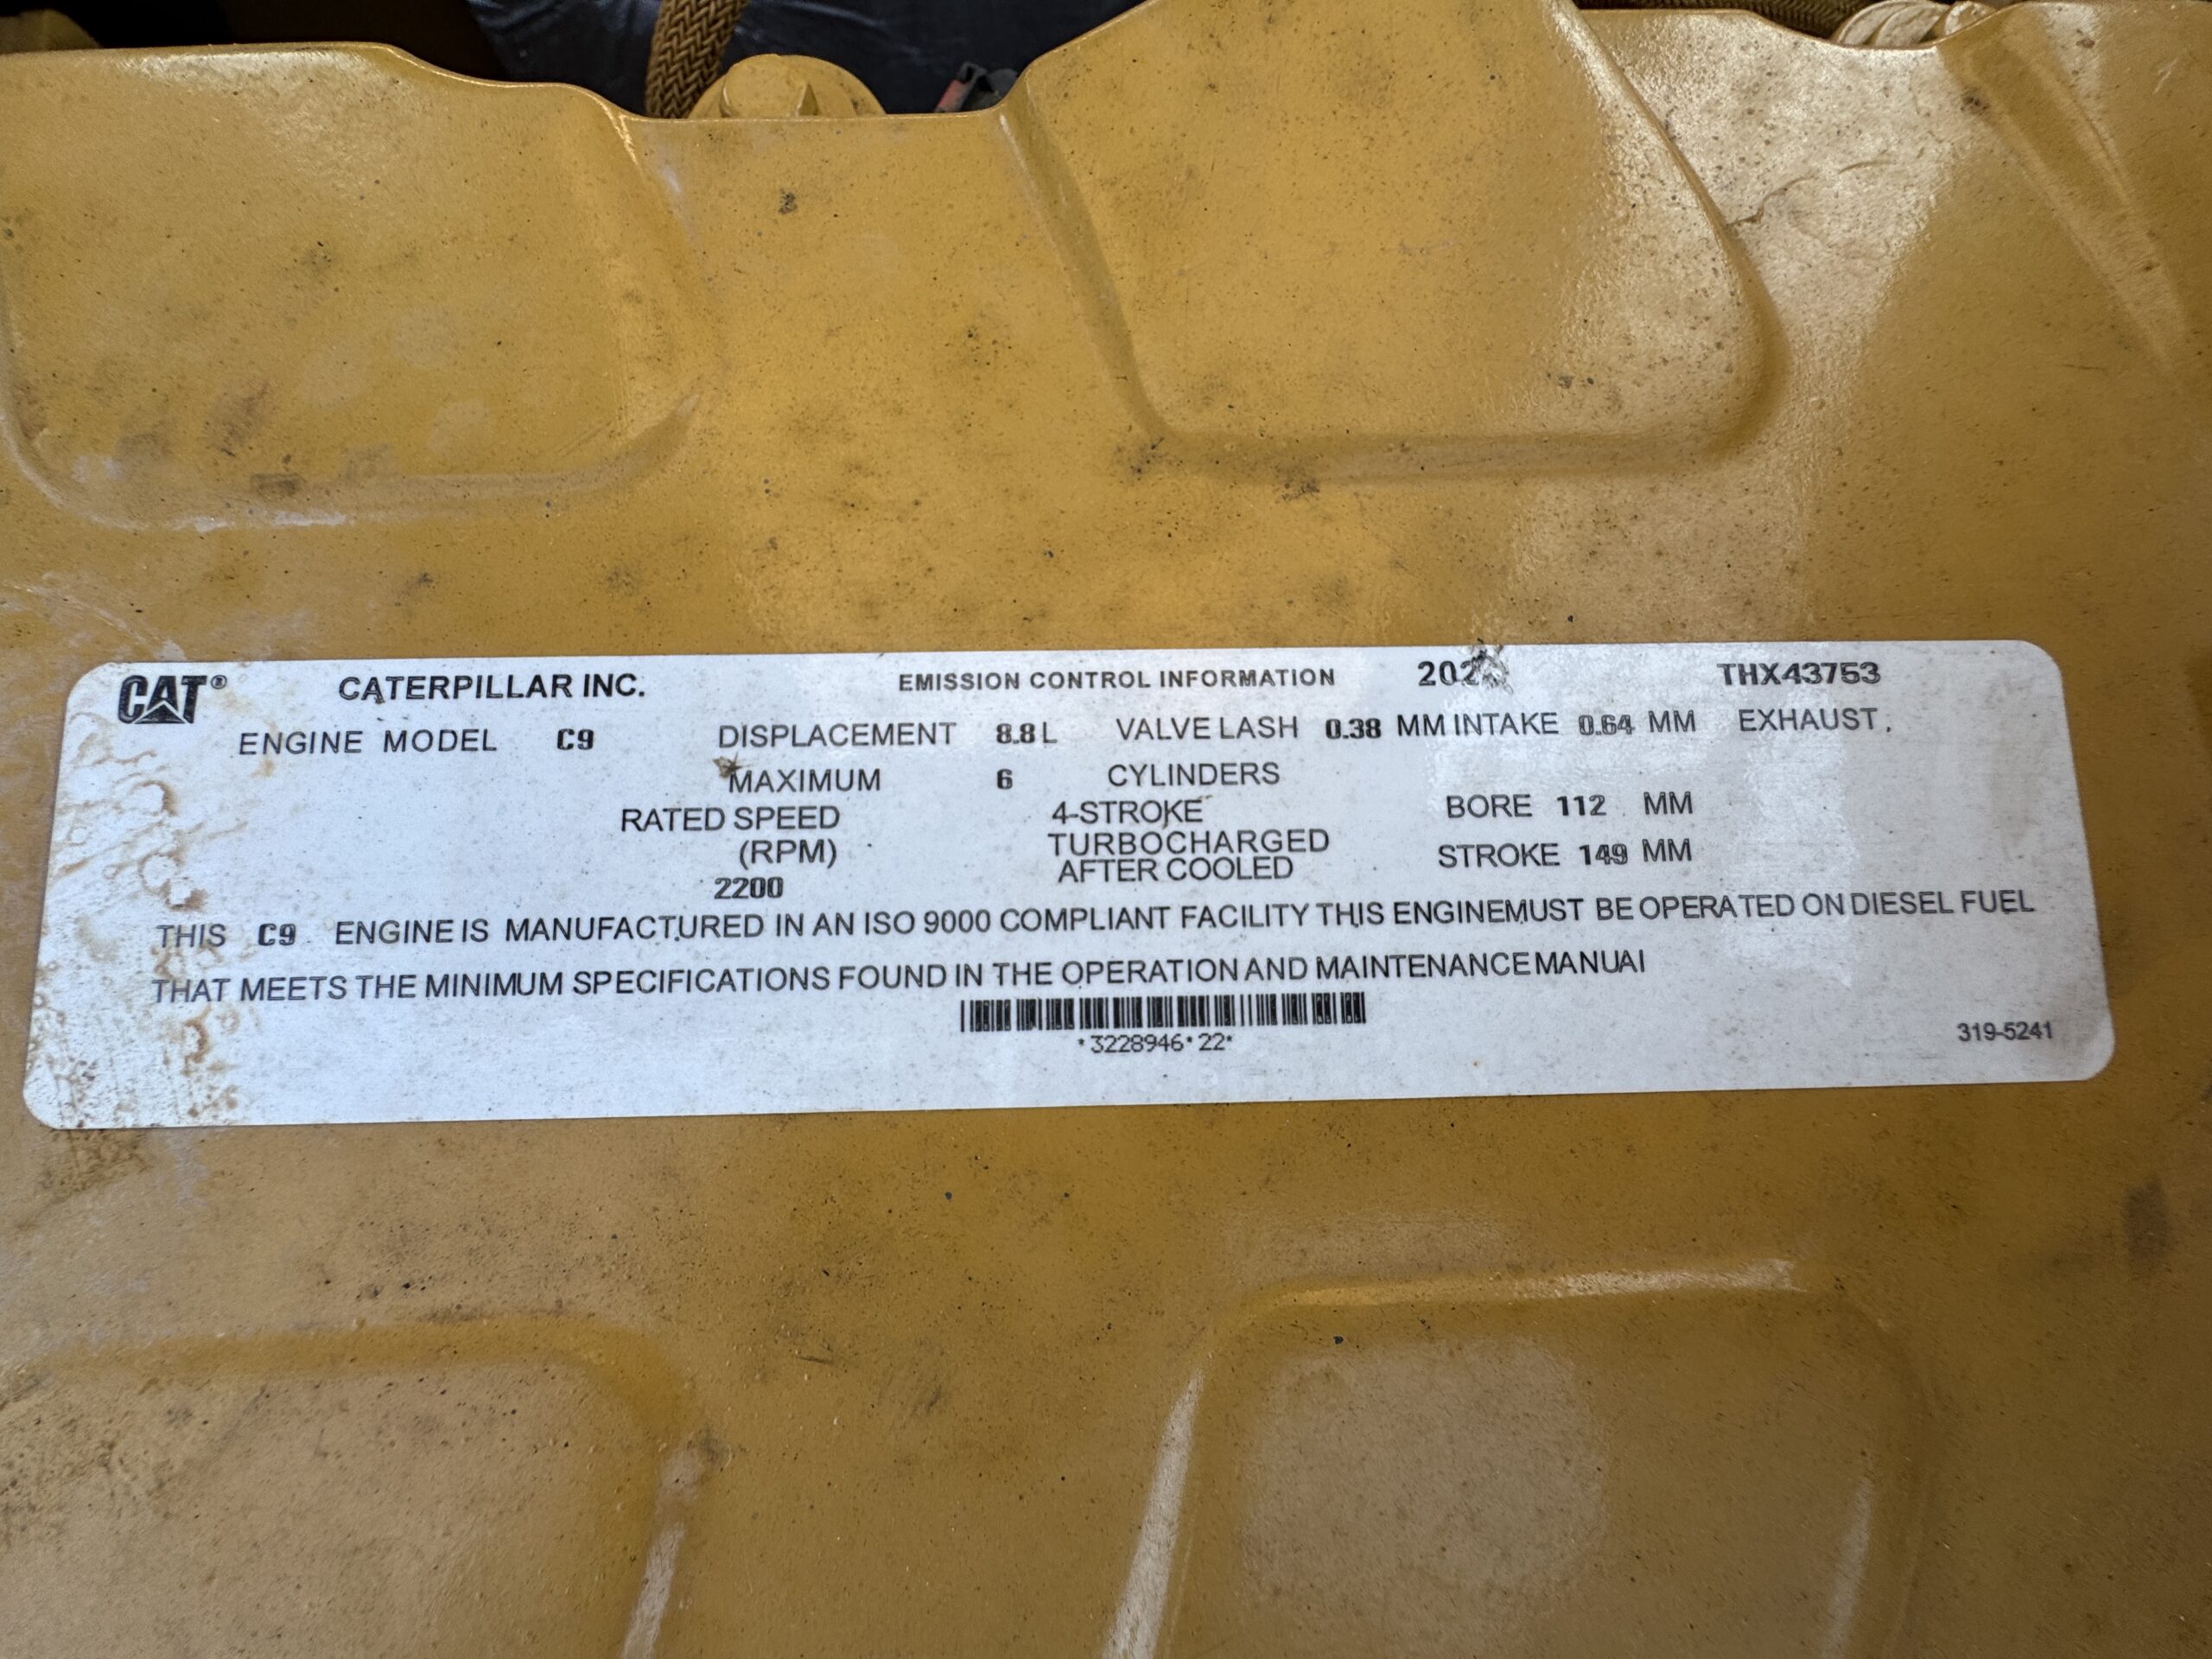 CAT® CATERPILLAR INC. EMISSION CONTROL INFORMATION THX43753
ENGINE MODEL C9 DISPLACEMENT 8.8 L VALVE LASH 0.38 MM INTAKE 0.64 MM EXHAUST.
MAXIMUM 6 CYLINDERS
RATED SPEED 4-STROKE BORE 112 MM
(RPM) TURBOCHARGED STROKE 149 MM
2200 AFTER COOLED
THIS C9 ENGINE IS MANUFACTURED IN AN ISO 9000 COMPLIANT FACILITY THIS ENGINEMUST BE OPERATED ON DIESEL FUEL
THAT MEETS THE MINIMUM SPECIFICATIONS FOUND IN THE OPERATION AND MAINTENANCE MANUAI
*3228946*22*
319-5241